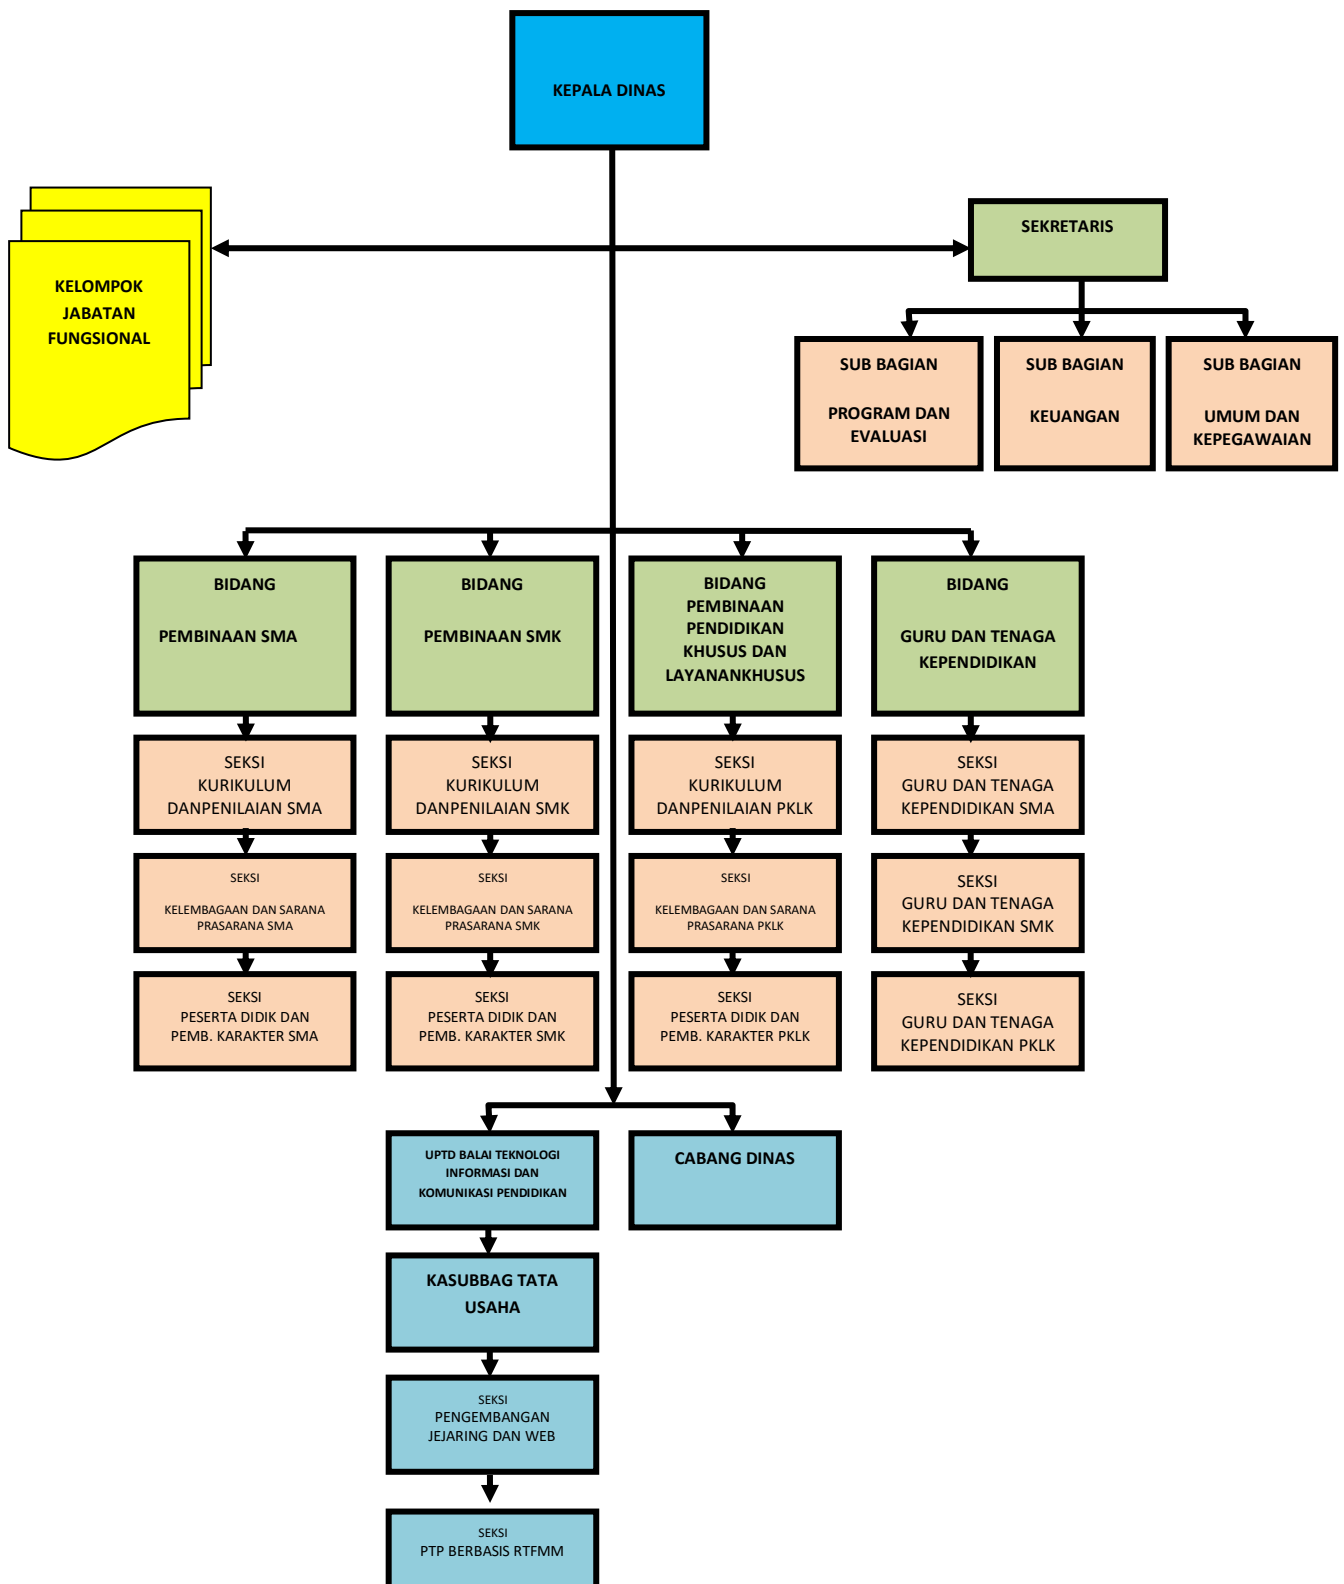 KEPALA DINAS
SEKRETARIS
KELOMPOK
JABATAN
FUNGSIONAL
SUB BAGIAN
PROGRAM DAN
EVALUASI
SUB BAGIAN
KEUANGAN
SUB BAGIAN
UMUM DAN
KEPEGAWAIAN
BIDANG
PEMBINAAN SMA
BIDANG
PEMBINAAN SMK
BIDANG
PEMBINAAN
PENDIDIKAN
KHUSUS DAN
LAYANANKHUSUS
BIDANG
GURU DAN TENAGA
KEPENDIDIKAN
SEKSI
KURIKULUM
DANPENILAIAN SMA
SEKSI
KURIKULUM
DANPENILAIAN SMK
SEKSI
KURIKULUM
DANPENILAIAN PKLK
SEKSI
GURU DAN TENAGA
KEPENDIDIKAN SMA
SEKSI
KELEMBAGAAN DAN SARANA
PRASARANA SMA
SEKSI
KELEMBAGAAN DAN SARANA
PRASARANA SMK
SEKSI
KELEMBAGAAN DAN SARANA
PRASARANA PKLK
SEKSI
GURU DAN TENAGA
KEPENDIDIKAN SMK
SEKSI
PESERTA DIDIK DAN
PEMB. KARAKTER SMA
SEKSI
PESERTA DIDIK DAN
PEMB. KARAKTER SMK
SEKSI
PESERTA DIDIK DAN
PEMB. KARAKTER PKLK
SEKSI
GURU DAN TENAGA
KEPENDIDIKAN PKLK
UPTD BALAI TEKNOLOGI
INFORMASI DAN
KOMUNIKASI PENDIDIKAN
CABANG DINAS
KASUBBAG TATA
USAHA
SEKSI
PENGEMBANGAN
JEJARING DAN WEB
SEKSI
PTP BERBASIS RTFMM